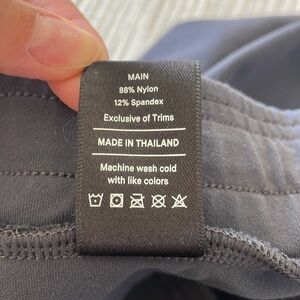 MAIN
88% Nylon
12% Spandex
Exclusive of Trims
MADE IN THAILAND
Machine wash cold
with like colors